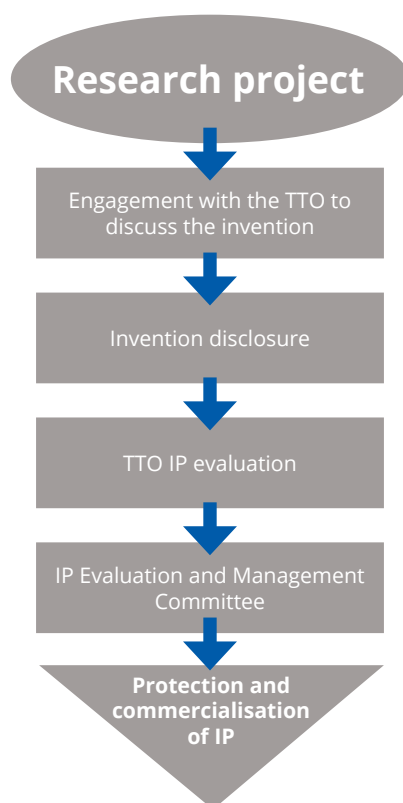 Research project
Engagement with the TTO to
discuss the invention
Invention disclosure
TTO IP evaluation
IP Evaluation and Management
Committee
Protection and
commercialisation
of IP